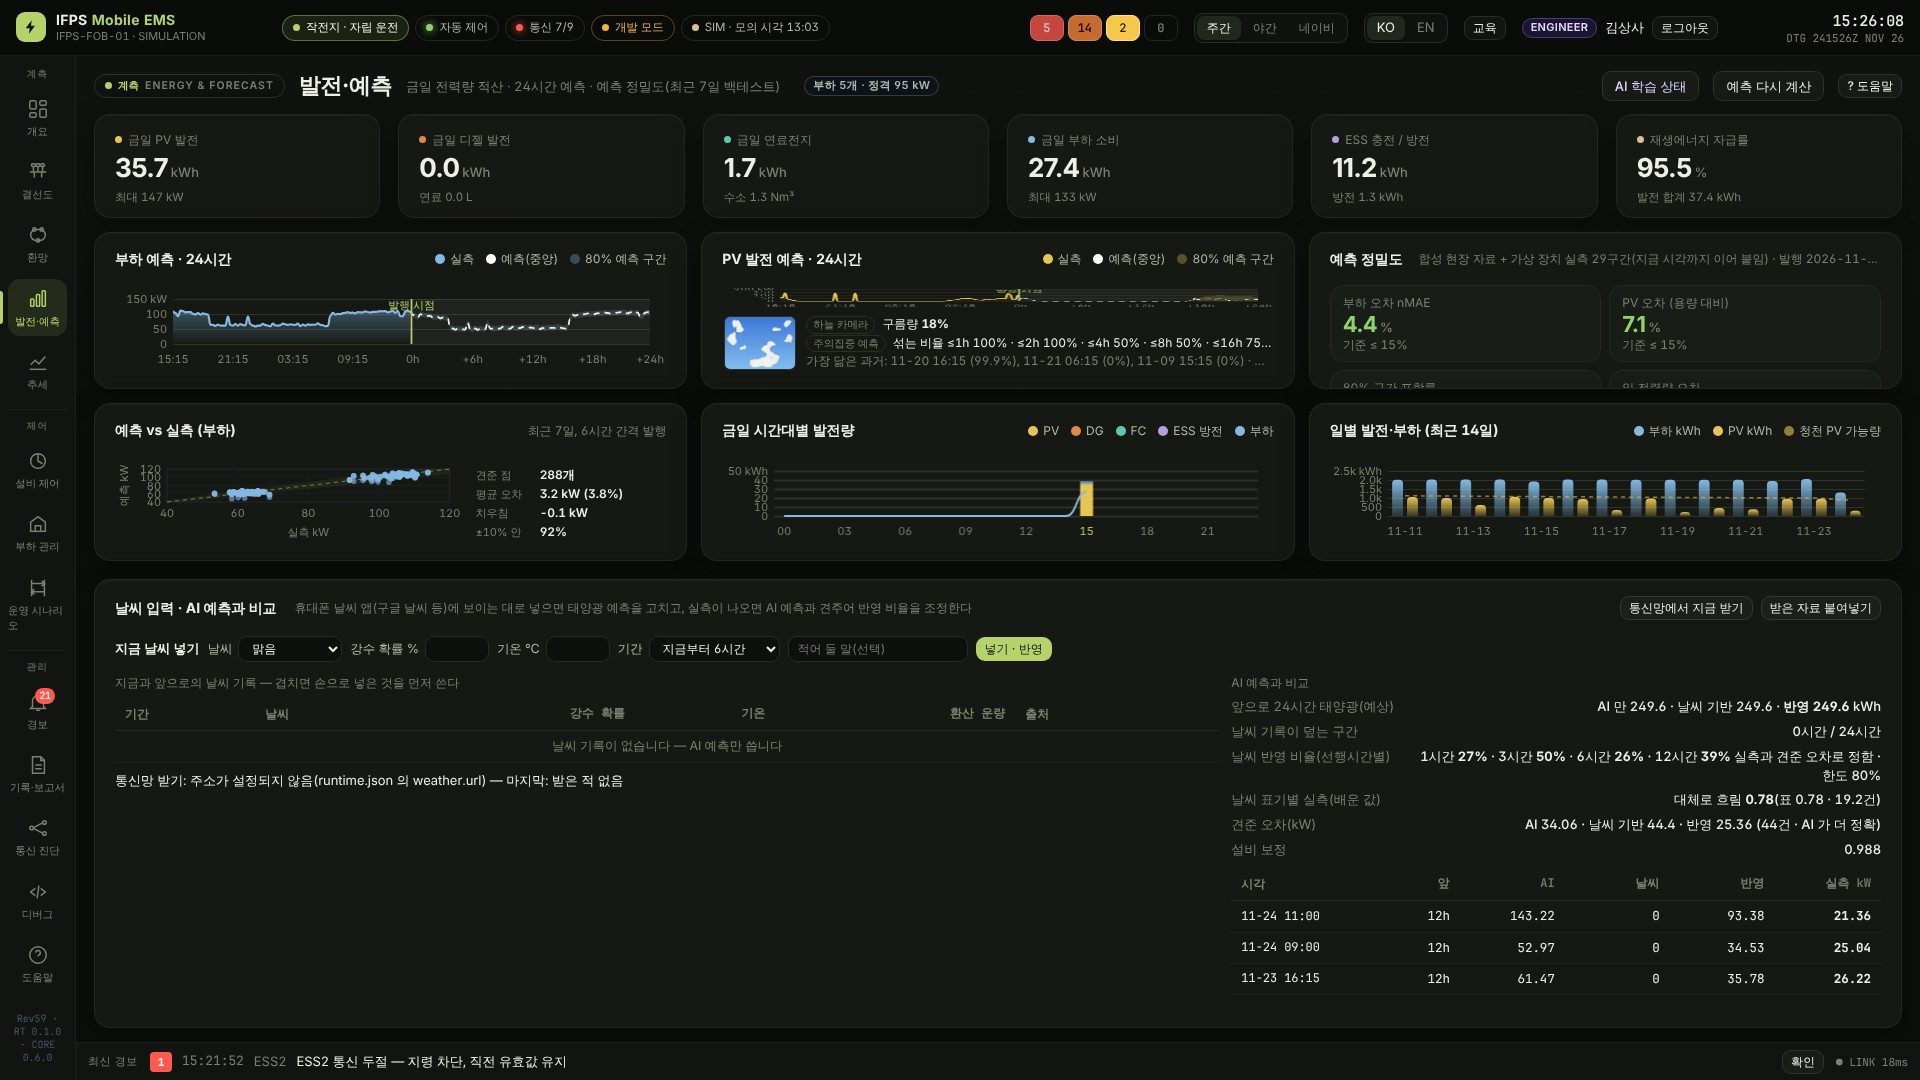 IFPS Mobile EMS
IFPS-FOB-01 · SIMULATION
작전지 · 자립 운전
자동 제어
통신 7/9
개발 모드
SIM · 모의 시각 13:03
5
14
2
0
주간 야간 네이비
KO EN
교육
ENGINEER 김상사 로그아웃
15:26:08
DTG 241526Z NOV 26
계측
개요
결선도
환망
발전·예측
추세
제어
설비 제어
부하 관리
운영 시나리
오
관리
21
경보
기록·보고서
통신 진단
디버그
도움말
Rev59 ·
RT 0.1.0
· CORE
0.6.0
계측 ENERGY & FORECAST
발전·예측
금일 전력량 적산 · 24시간 예측 · 예측 정밀도(최근 7일 백테스트)
부하 5개 · 정격 95 kW
AI 학습 상태
예측 다시 계산
? 도움말
금일 PV 발전
35.7 kWh
최대 147 kW
금일 디젤 발전
0.0 kWh
연료 0.0 L
금일 연료전지
1.7 kWh
수소 1.3 Nm³
금일 부하 소비
27.4 kWh
최대 133 kW
ESS 충전 / 방전
11.2 kWh
방전 1.3 kWh
재생에너지 자급률
95.5 %
발전 합계 37.4 kWh
부하 예측 · 24시간
실측 예측(중앙) 80% 예측 구간
발행 시점
150 kW
100
50
0
15:15 21:15 03:15 09:15 0h +6h +12h +18h +24h
PV 발전 예측 · 24시간
실측 예측(중앙) 80% 예측 구간
하늘 카메라 구름량 18%
주의집중 예측 섞는 비율 ≤1h 100% · ≤2h 100% · ≤4h 50% · ≤8h 50% · ≤16h 75...
가장 닮은 과거: 11-20 16:15 (99.9%), 11-21 06:15 (0%), 11-09 15:15 (0%) · ...
예측 정밀도
합성 현장 자료 + 가상 장치 실측 29구간(지금 시각까지 이어 붙임) · 발행 2026-11-...
부하 오차 nMAE
4.4 %
기준 ≤ 15%
PV 오차 (용량 대비)
7.1 %
기준 ≤ 15%
예측 vs 실측 (부하)
최근 7일, 6시간 간격 발행
예측 kW
120
100
80
60
40
40 60 80 100 120
실측 kW
견준 점 288개
평균 오차 3.2 kW (3.8%)
치우침 -0.1 kW
±10% 안 92%
금일 시간대별 발전량
PV DG FC ESS 방전 부하
50 kWh
40
30
20
10
0
00 03 06 09 12 15 18 21
일별 발전·부하 (최근 14일)
부하 kWh PV kWh 청천 PV 가능량
2.5k kWh
2.0k
1.5k
1.0k
500
0
11-11 11-13 11-15 11-17 11-19 11-21 11-23
날씨 입력 · AI 예측과 비교
휴대폰 날씨 앱(구글 날씨 등)에 보이는 대로 넣으면 태양광 예측을 고치고, 실측이 나오면 AI 예측과 견주어 반영 비율을 조정한다
통신망에서 지금 받기
받은 자료 붙여넣기
지금 날씨 넣기 날씨 맑음 강수 확률 % 기온 °C 기간 지금부터 6시간 적어 둘 말(선택) 넣기 · 반영
지금과 앞으로의 날씨 기록 — 겹치면 손으로 넣은 것을 먼저 쓴다
기간 날씨 강수 확률 기온 환산 운량 출처
날씨 기록이 없습니다 — AI 예측만 씁니다
통신망 받기: 주소가 설정되지 않음(runtime.json 의 weather.url) — 마지막: 받은 적 없음
AI 예측과 비교
앞으로 24시간 태양광(예상) AI 만 249.6 · 날씨 기반 249.6 · 반영 249.6 kWh
날씨 기록이 덮는 구간 0시간 / 24시간
날씨 반영 비율(선행시간별) 1시간 27% · 3시간 50% · 6시간 26% · 12시간 39% 실측과 견준 오차로 정함 ·
한도 80%
날씨 표기별 실측(배운 값) 대체로 흐림 0.78(표 0.78 · 19.2건)
견준 오차(kW) AI 34.06 · 날씨 기반 44.4 · 반영 25.36 (44건 · AI 가 더 정확)
설비 보정 0.988
시각 앞 AI 날씨 반영 실측 kW
11-24 11:00 12h 143.22 0 93.38 21.36
11-24 09:00 12h 52.97 0 34.53 25.04
11-23 16:15 12h 61.47 0 35.78 26.22
최신 경보 1 15:21:52 ESS2 ESS2 통신 두절 — 지령 차단, 직전 유효값 유지
확인
LINK 18ms